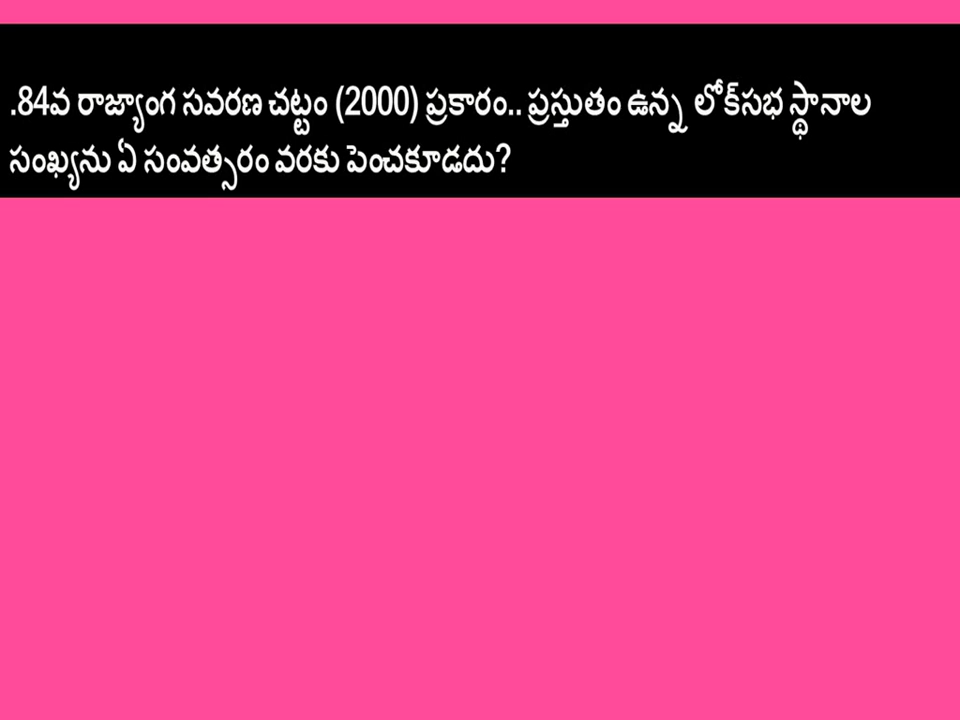 .84వ రాజ్యాంగ సవరణ చట్టం (2000) ప్రకారం.. ప్రస్తుతం ఉన్న లోక్‌సభ స్థానాల
సంఖ్యను ఏ సంవత్సరం వరకు పెంచకూడదు?